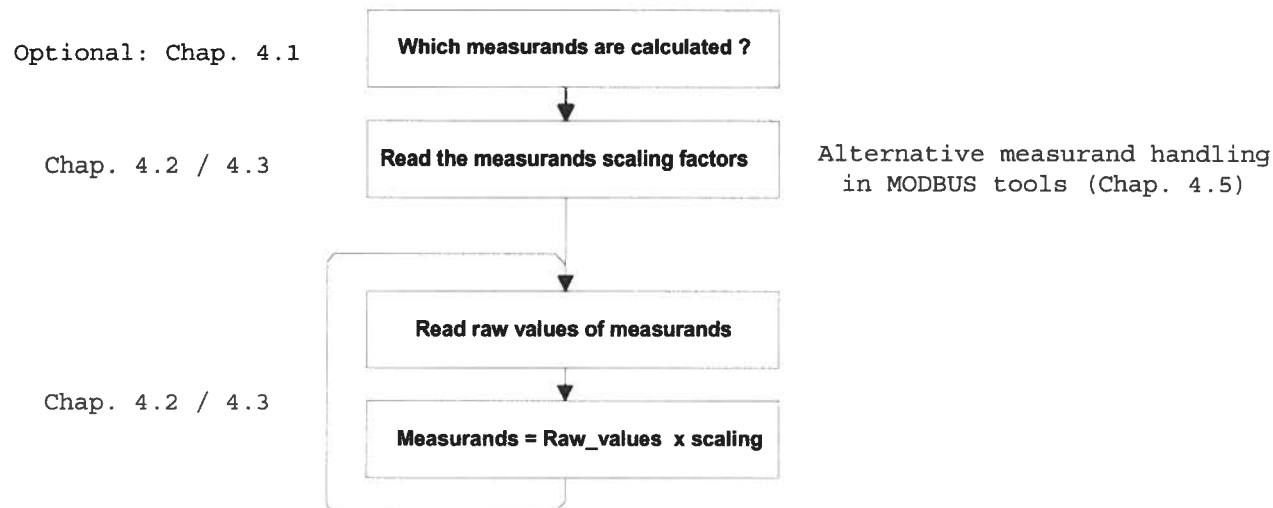 Optional: Chap. 4.1
Which measurands are calculated ?
Chap. 4.2 / 4.3
Read the measurands scaling factors
Alternative measurand handling
in MODBUS tools (Chap. 4.5)
Read raw values of measurands
Chap. 4.2 / 4.3
Measurands = Raw_values x scaling